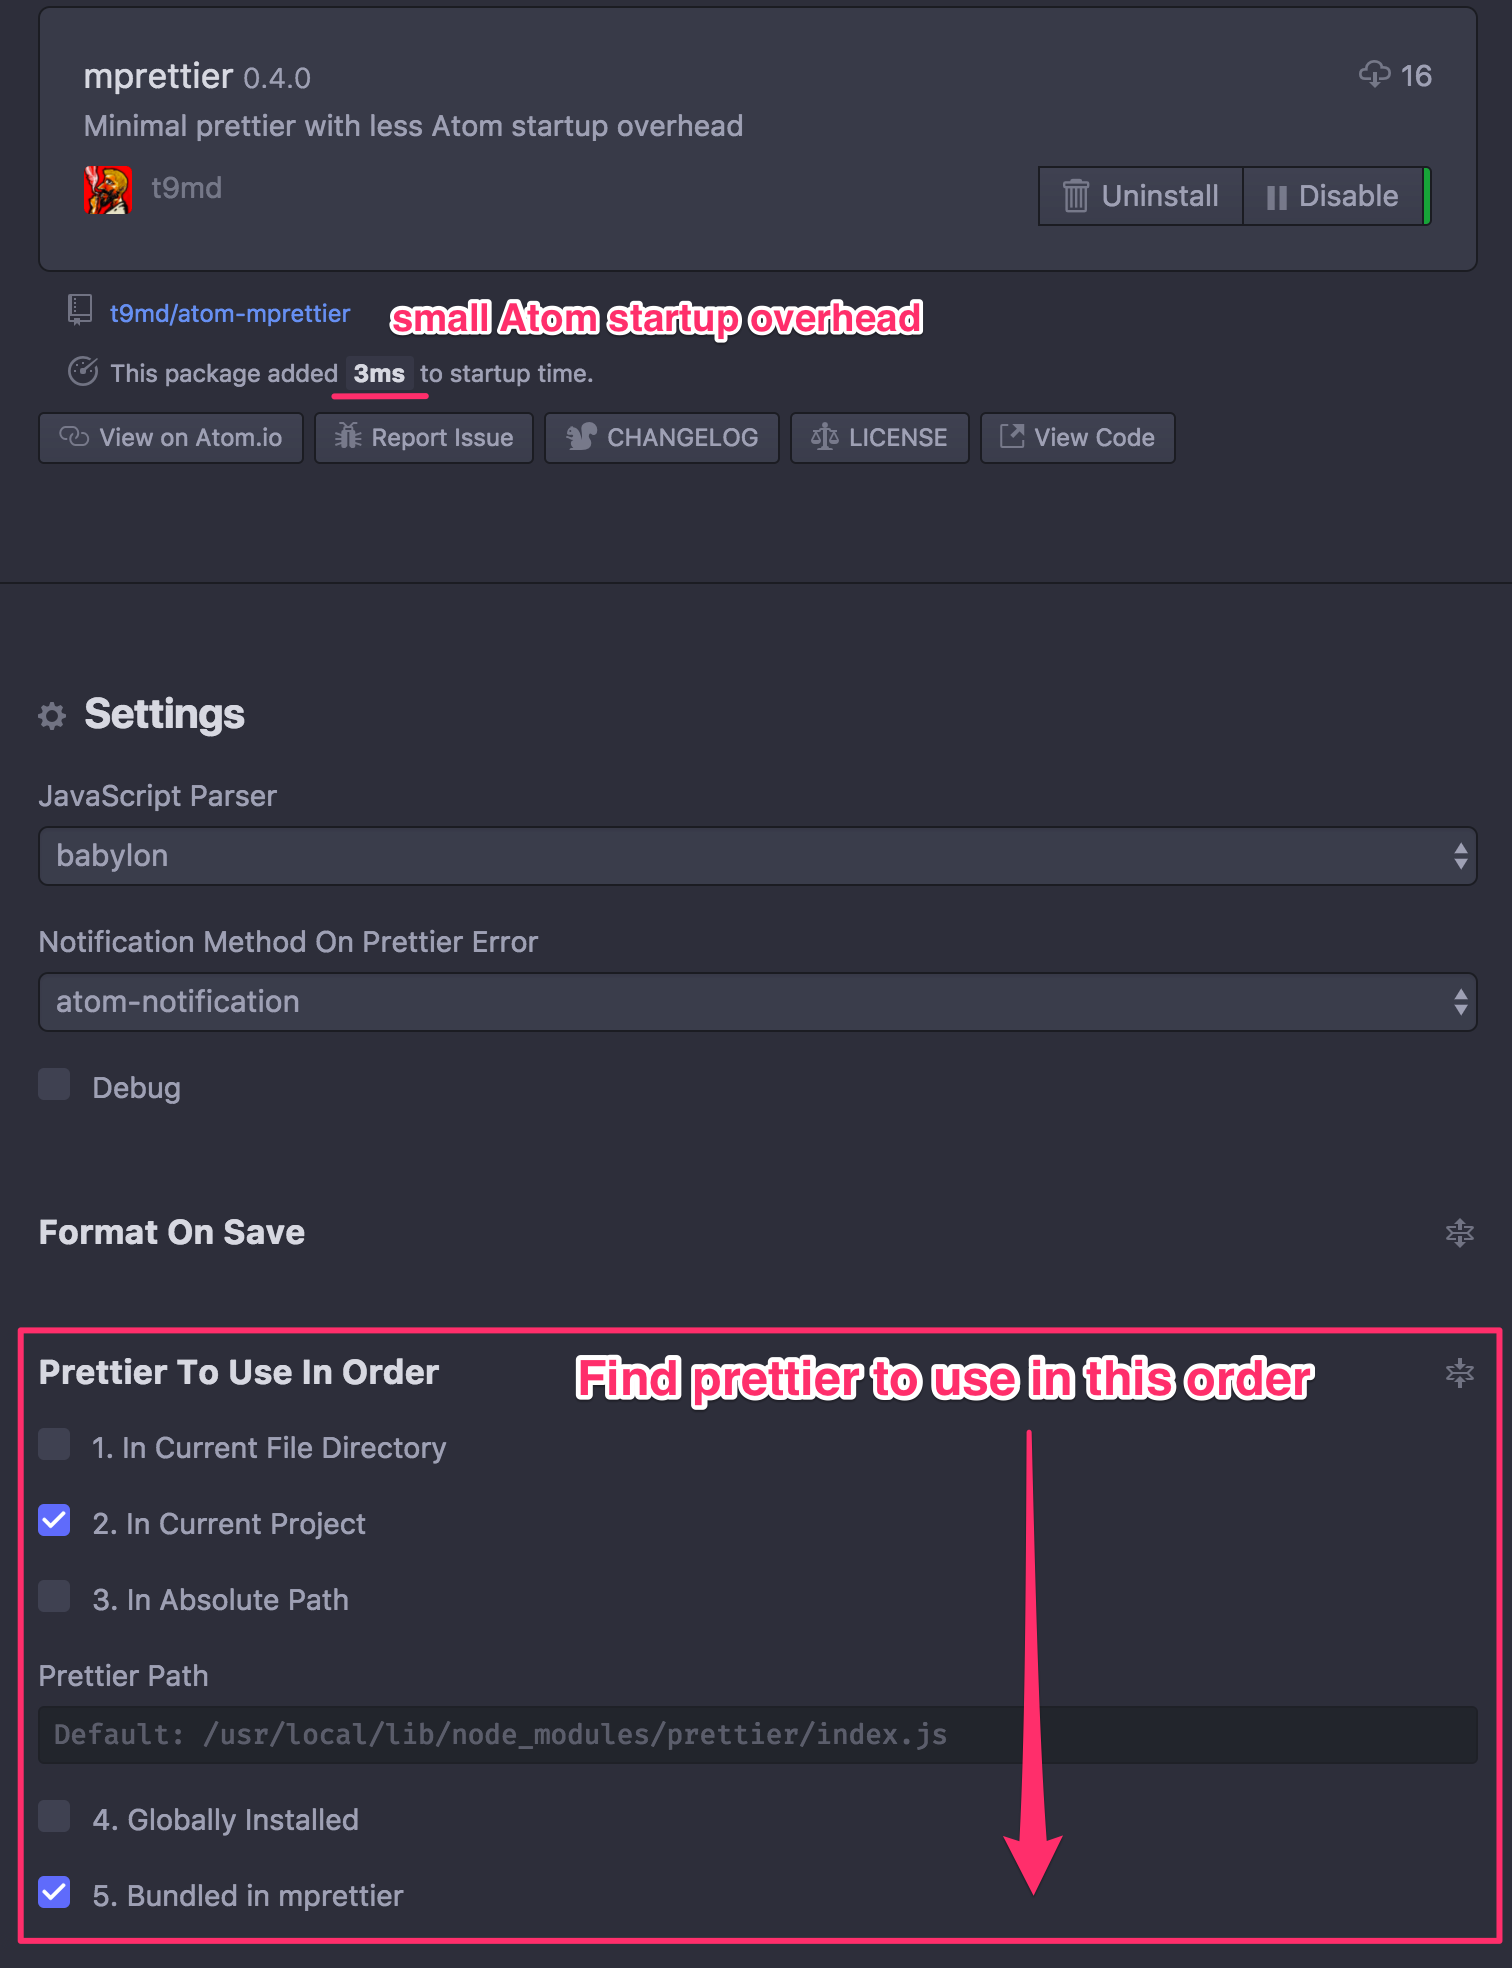 mprettier 0.4.0
16
Minimal prettier with less Atom startup overhead
t9md
Uninstall
Disable
t9md/atom-mprettier
small Atom startup overhead
This package added 3ms to startup time.
View on Atom.io
Report Issue
CHANGELOG
LICENSE
View Code
Settings
JavaScript Parser
babylon
Notification Method On Prettier Error
atom-notification
Debug
Format On Save
Prettier To Use In Order
Find prettier to use in this order
1. In Current File Directory
2. In Current Project
3. In Absolute Path
Prettier Path
Default: /usr/local/lib/node_modules/prettier/index.js
4. Globally Installed
5. Bundled in mprettier